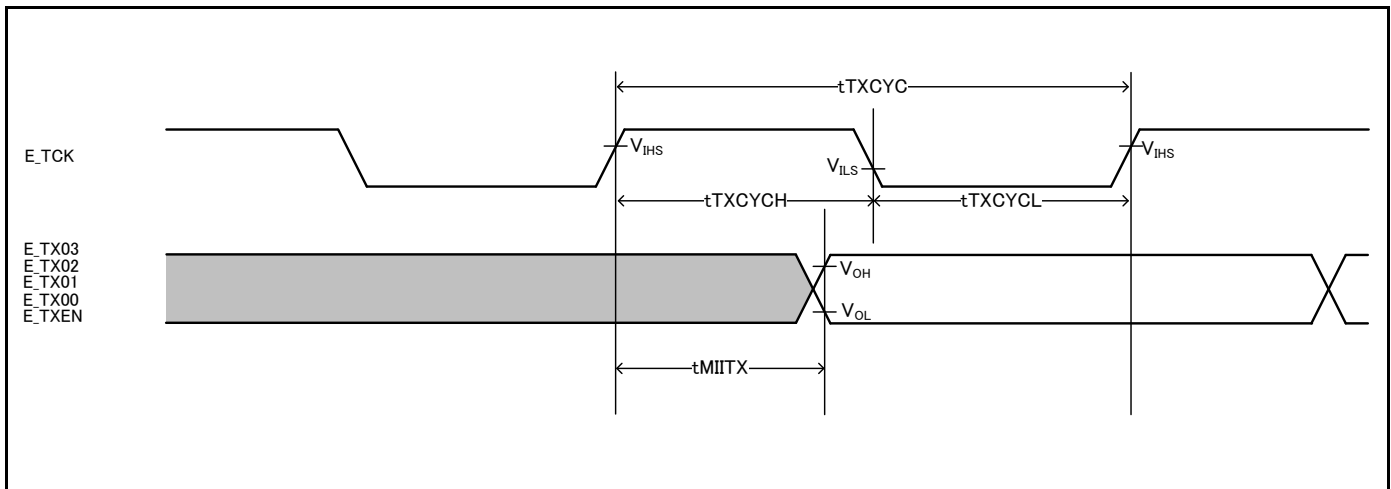 tTXCYC
E_TCK
VIHS
VILS
VIHS
tTXCYCH
tTXCYCL
E_TX03
E_TX02
E_TX01
E_TX00
E_TXEN
VOH
VOL
tMIITX